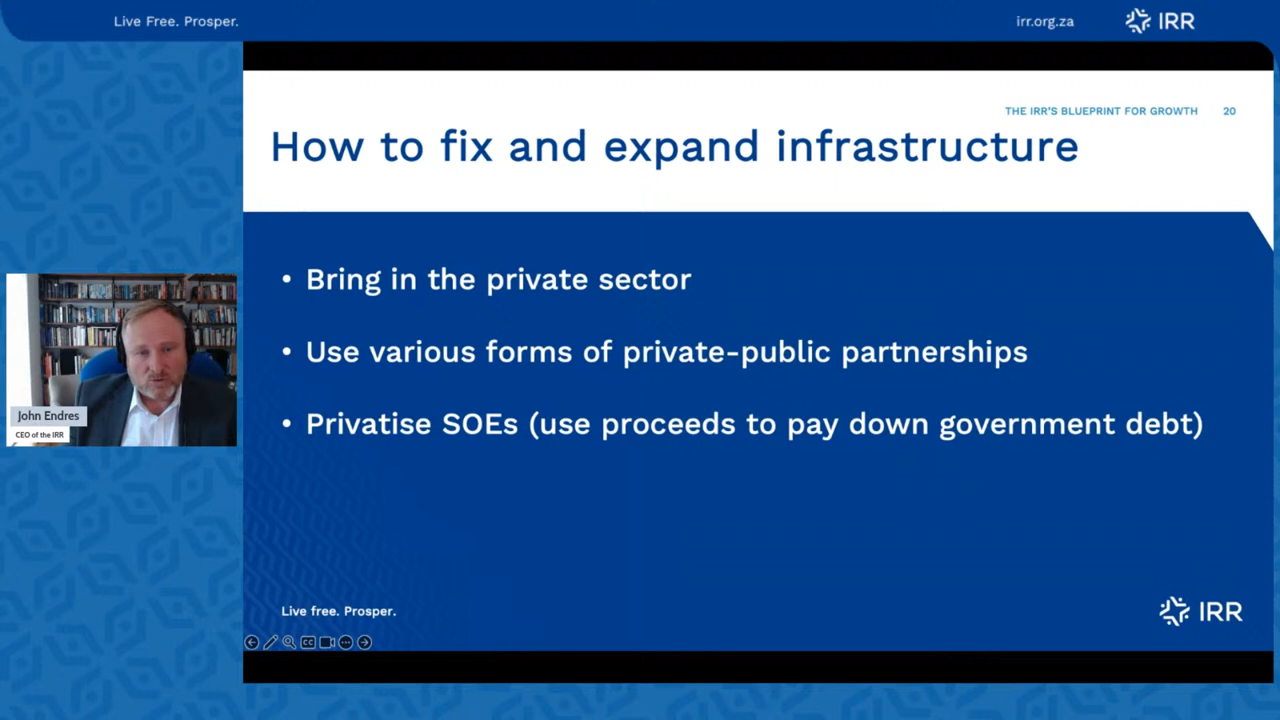 Live Free. Prosper.
irr.org.za
IRR
THE IRR'S BLUEPRINT FOR GROWTH 20
How to fix and expand infrastructure
• Bring in the private sector
• Use various forms of private-public partnerships
• Privatise SOEs (use proceeds to pay down government debt)
John Endres
CEO of the IRR
Live free. Prosper.
IRR
CC